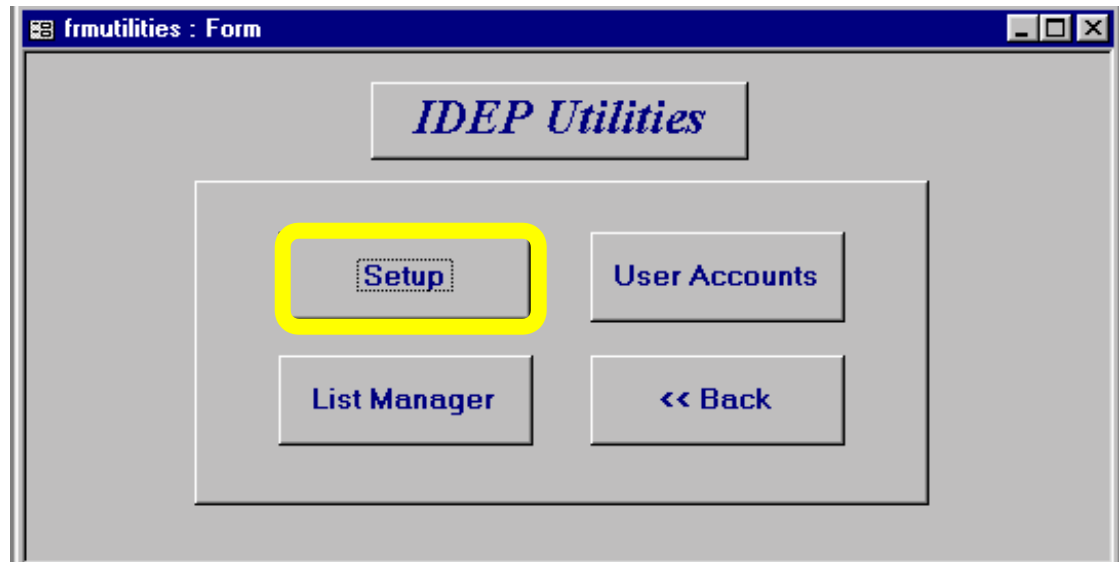 frmutilities : Form
IDEP Utilities
Setup
User Accounts
List Manager
<< Back